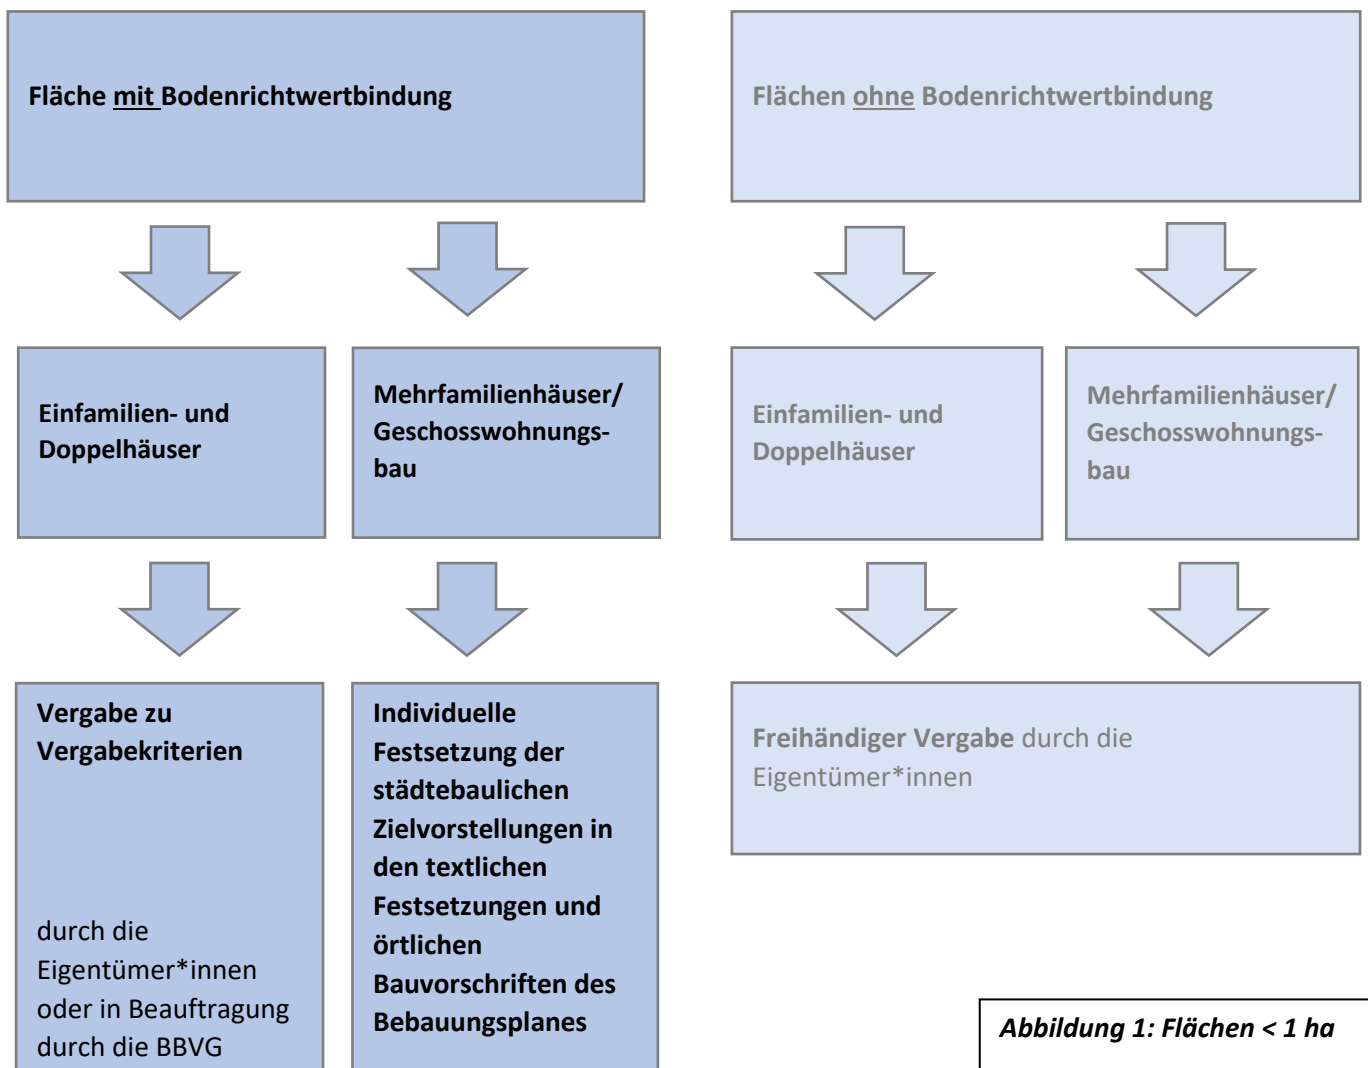 Fläche mit Bodenrichtwertbindung
Flächen ohne Bodenrichtwertbindung
Einfamilien- und
Doppelhäuser
Mehrfamilienhäuser/
Geschosswohnungs-
bau
Einfamilien- und
Doppelhäuser
Mehrfamilienhäuser/
Geschosswohnungs-
bau
Vergabe zu
Vergabekriterien
durch die
Eigentümer*innen
oder in Beauftragung
durch die BBVG
Individuelle
Festsetzung der
städtebaulichen
Zielvorstellungen in
den textlichen
Festsetzungen und
örtlichen
Bauvorschriften des
Bebauungsplanes
Freihändiger Vergabe durch die
Eigentümer*innen
Abbildung 1: Flächen < 1 ha